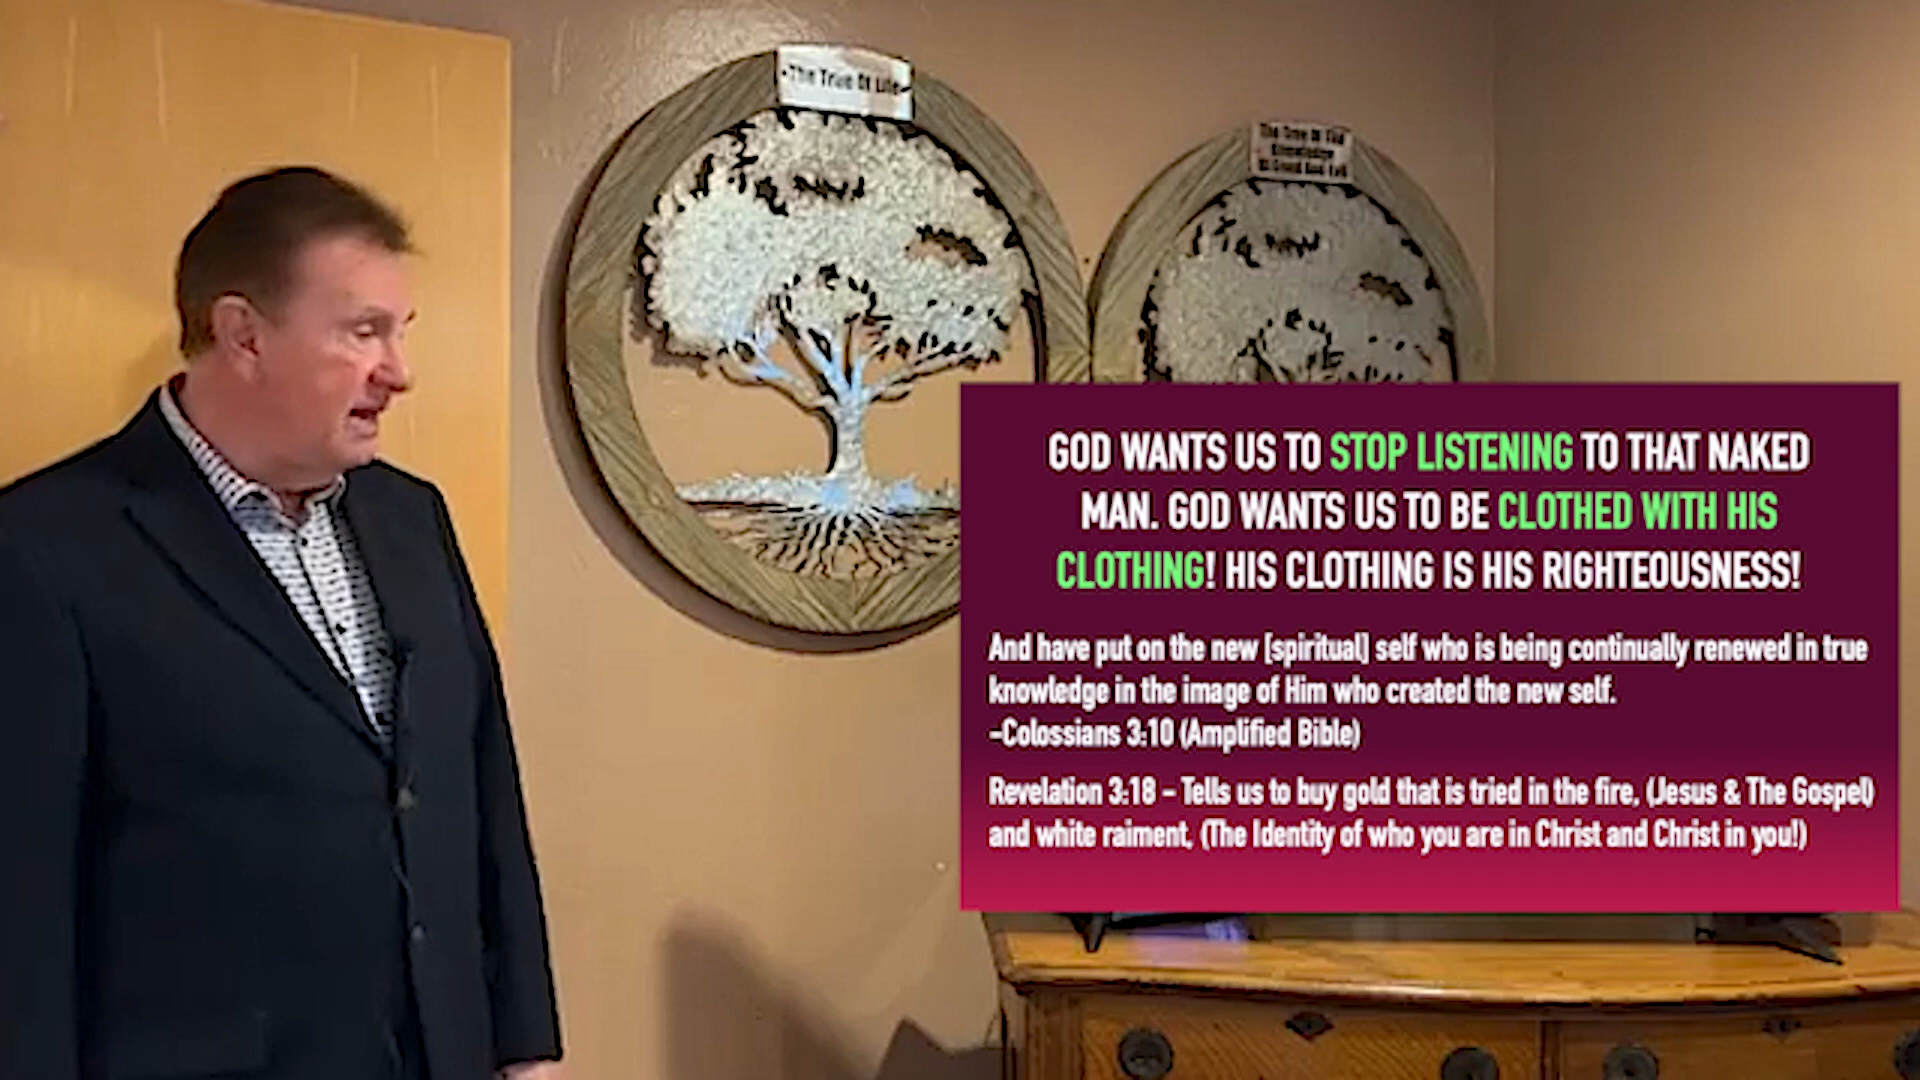 The Tree Of Life
The Tree Of The
Knowledge
Of Good And Evil
GOD WANTS US TO STOP LISTENING TO THAT NAKED
MAN. GOD WANTS US TO BE CLOTHED WITH HIS
CLOTHING! HIS CLOTHING IS HIS RIGHTEOUSNESS!
And have put on the new [spiritual] self who is being continually renewed in true
knowledge in the image of Him who created the new self.
-Colossians 3:10 (Amplified Bible)
Revelation 3:18 - Tells us to buy gold that is tried in the fire, (Jesus & The Gospel)
and white raiment, (The Identity of who you are in Christ and Christ in you!)